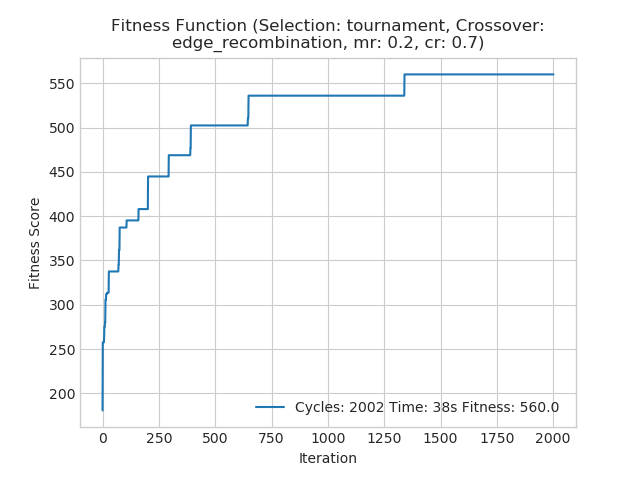 Fitness Function (Selection: tournament, Crossover:
edge_recombination, mr: 0.2, cr: 0.7)
550
500
450
400
350
300
250
200
Fitness Score
Cycles: 2002 Time: 38s Fitness: 560.0
0 250 500 750 1000 1250 1500 1750 2000
Iteration